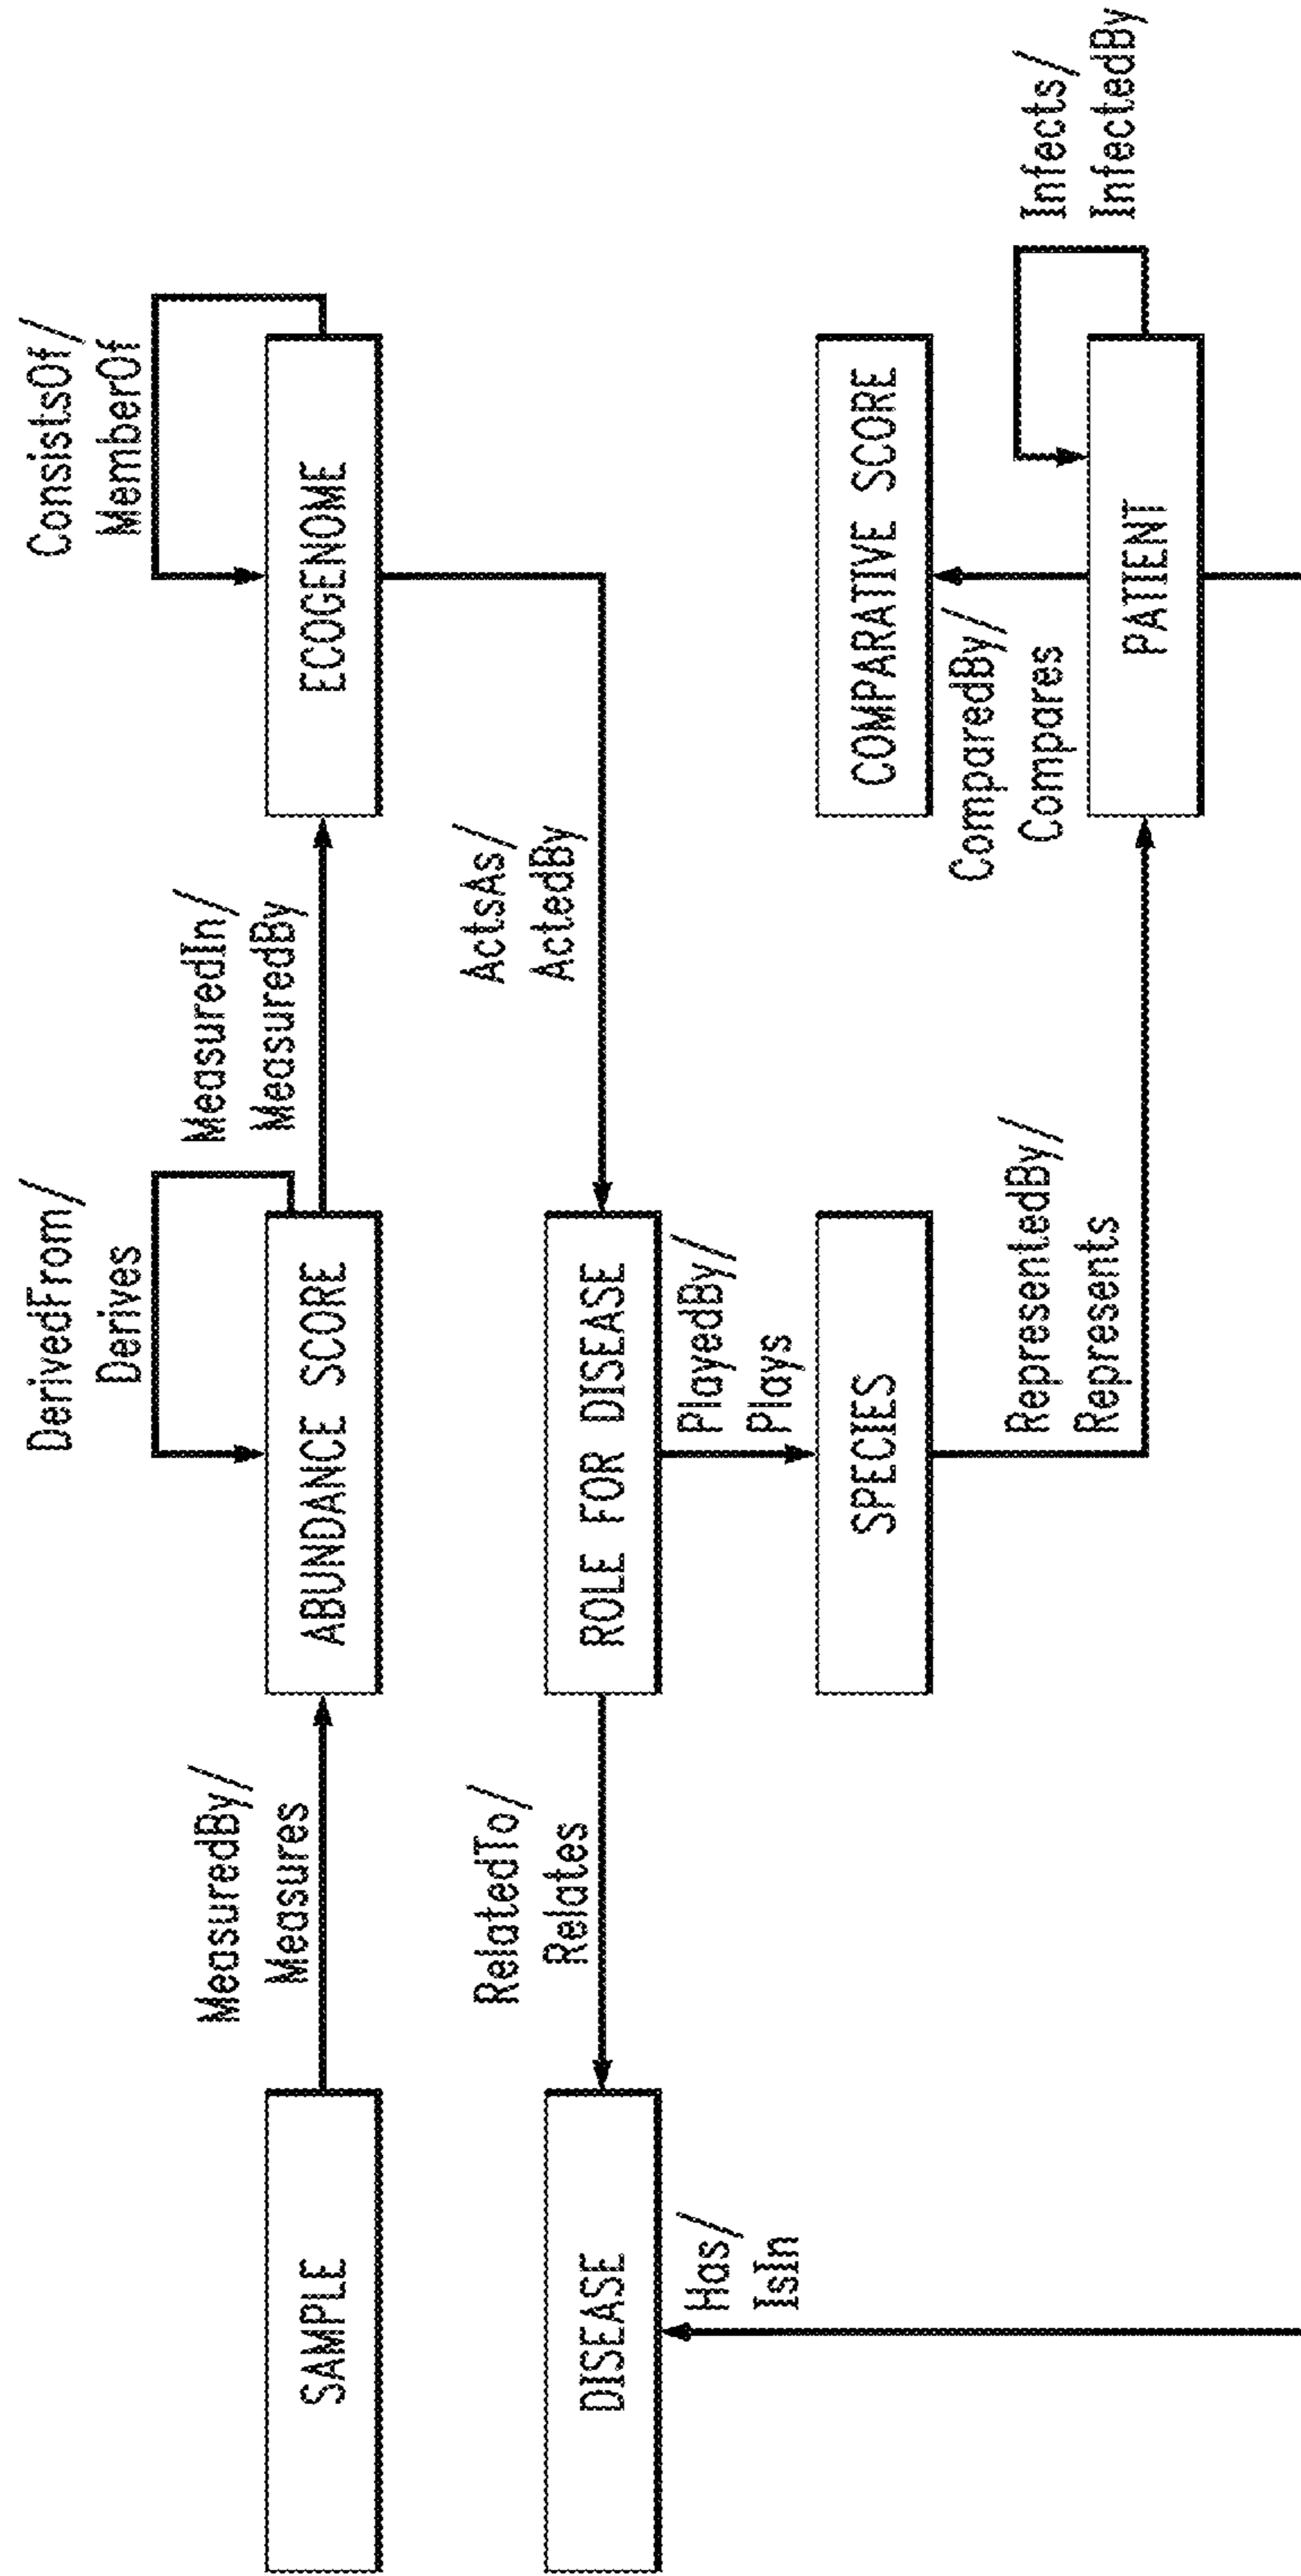 DerivedFrom/
Derives
ConsistsOf/
MemberOf
MeasuredBy/
Measures
MeasuredIn/
MeasuredBy
SAMPLE
ABUNDANCE SCORE
ECOGENOME
RelatedTo/
Relates
ActsAs/
ActedBy
DISEASE
ROLE FOR DISEASE
Has/
IsIn
PlayedBy/
Plays
SPECIES
COMPARATIVE SCORE
ComparedBy/
Compares
RepresentedBy/
Represents
Infects/
InfectedBy
PATIENT